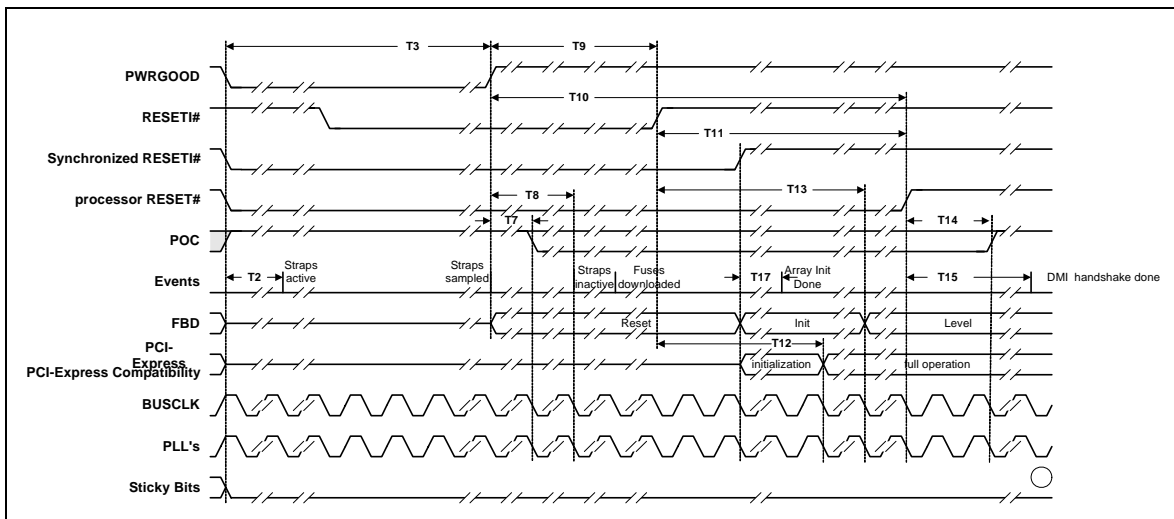 T3
T9
PWRGOOD
T10
RESETI#
T11
Synchronized RESETI#
T8
T13
processor RESET#
T7
T14
POC
Straps
active
Straps
sampled
Straps
inactive
Fuses
downloaded
Array Init
Done
T2
T17
T15
DMI handshake done
Events
FBD
Reset
Init
Level
T12
PCI-
Express
PCI-Express Compatibility
initialization
full operation
BUSCLK
PLL's
Sticky Bits